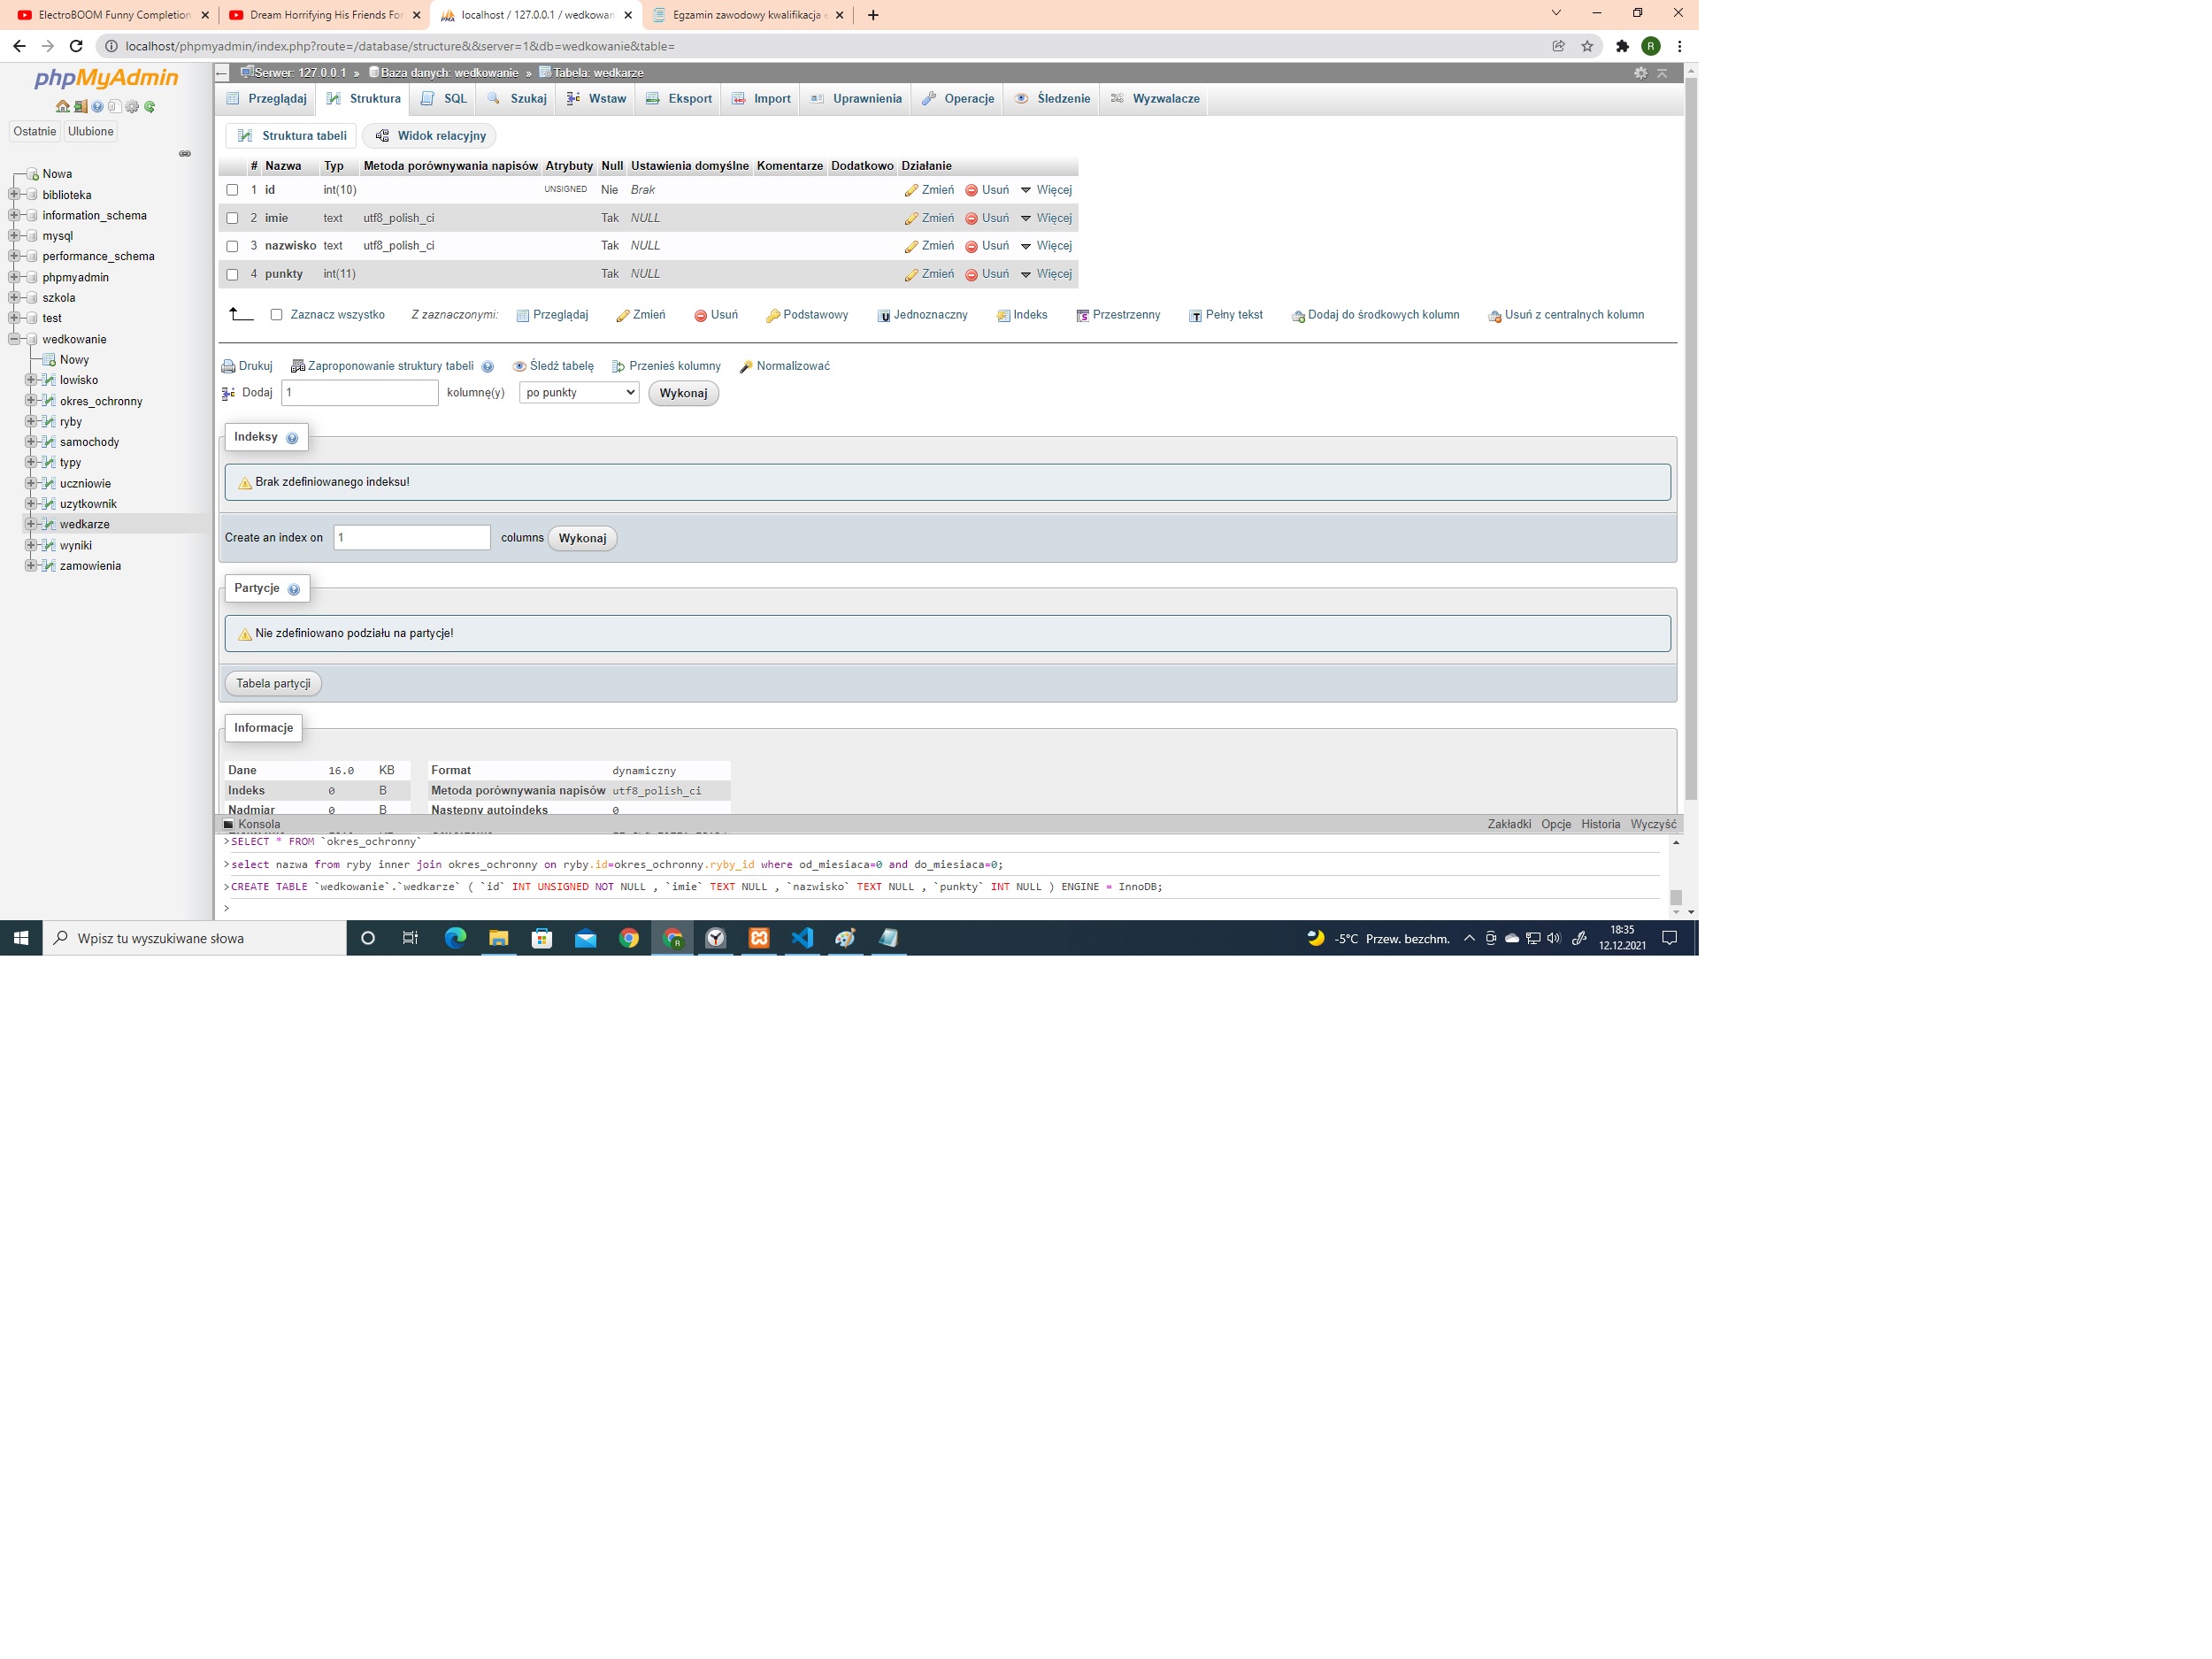 ElectroBOOM Funny Completion
Dream Horrifying His Friends For
localhost / 127.0.0.1 / wedkowan
Egzamin zawodowy kwalifikacja
localhost/phpmyadmin/index.php?route=/database/structure&&server=1&db=wedkowanie&table=
R
phpMyAdmin
Ostatnie Ulubione
Nowa
biblioteka
information_schema
mysql
performance_schema
phpmyadmin
szkola
test
wedkowanie
Nowy
lowisko
okres_ochronny
ryby
samochody
typy
uczniowie
uzytkownik
wedkarze
wyniki
zamowienia
Serwer: 127.0.0.1 » Baza danych: wedkowanie » Tabela: wedkarze
Przeglądaj Struktura SQL Szukaj Wstaw Eksport Import Uprawnienia Operacje Śledzenie Wyzwalacze
Struktura tabeli Widok relacyjny
# Nazwa Typ Metoda porównywania napisów Atrybuty Null Ustawienia domyślne Komentarze Dodatkowo Działanie
1 id int(10) UNSIGNED Nie Brak Zmień Usuń Więcej
2 imie text utf8_polish_ci Tak NULL Zmień Usuń Więcej
3 nazwisko text utf8_polish_ci Tak NULL Zmień Usuń Więcej
4 punkty int(11) Tak NULL Zmień Usuń Więcej
Zaznacz wszystko Z zaznaczonymi: Przeglądaj Zmień Usuń Podstawowy Jednoznaczny Indeks Przestrzenny Pełny tekst Dodaj do środkowych kolumn Usuń z centralnych kolumn
Drukuj Zaproponowanie struktury tabeli Śledź tabelę Przenieś kolumny Normalizować
Dodaj 1 kolumnę(y) po punkty Wykonaj
Indeksy
Brak zdefiniowanego indeksu!
Create an index on 1 columns Wykonaj
Partycje
Nie zdefiniowano podziału na partycje!
Tabela partycji
Informacje
Dane 16.0 KB Format dynamiczny
Indeks 0 B Metoda porównywania napisów utf8_polish_ci
Nadmiar 0 B Następny autoindeks 0
Konsola Zakładki Opcje Historia Wyczyść
>SELECT * FROM `okres_ochronny`
>select nazwa from ryby inner join okres_ochronny on ryby.id=okres_ochronny.ryby_id where od_miesiaca=0 and do_miesiaca=0;
>CREATE TABLE `wedkowanie`.`wedkarze` ( `id` INT UNSIGNED NOT NULL , `imie` TEXT NULL , `nazwisko` TEXT NULL , `punkty` INT NULL ) ENGINE = InnoDB;
>
Wpisz tu wyszukiwane słowa
-5°C Przew. bezchm.
18:35
12.12.2021